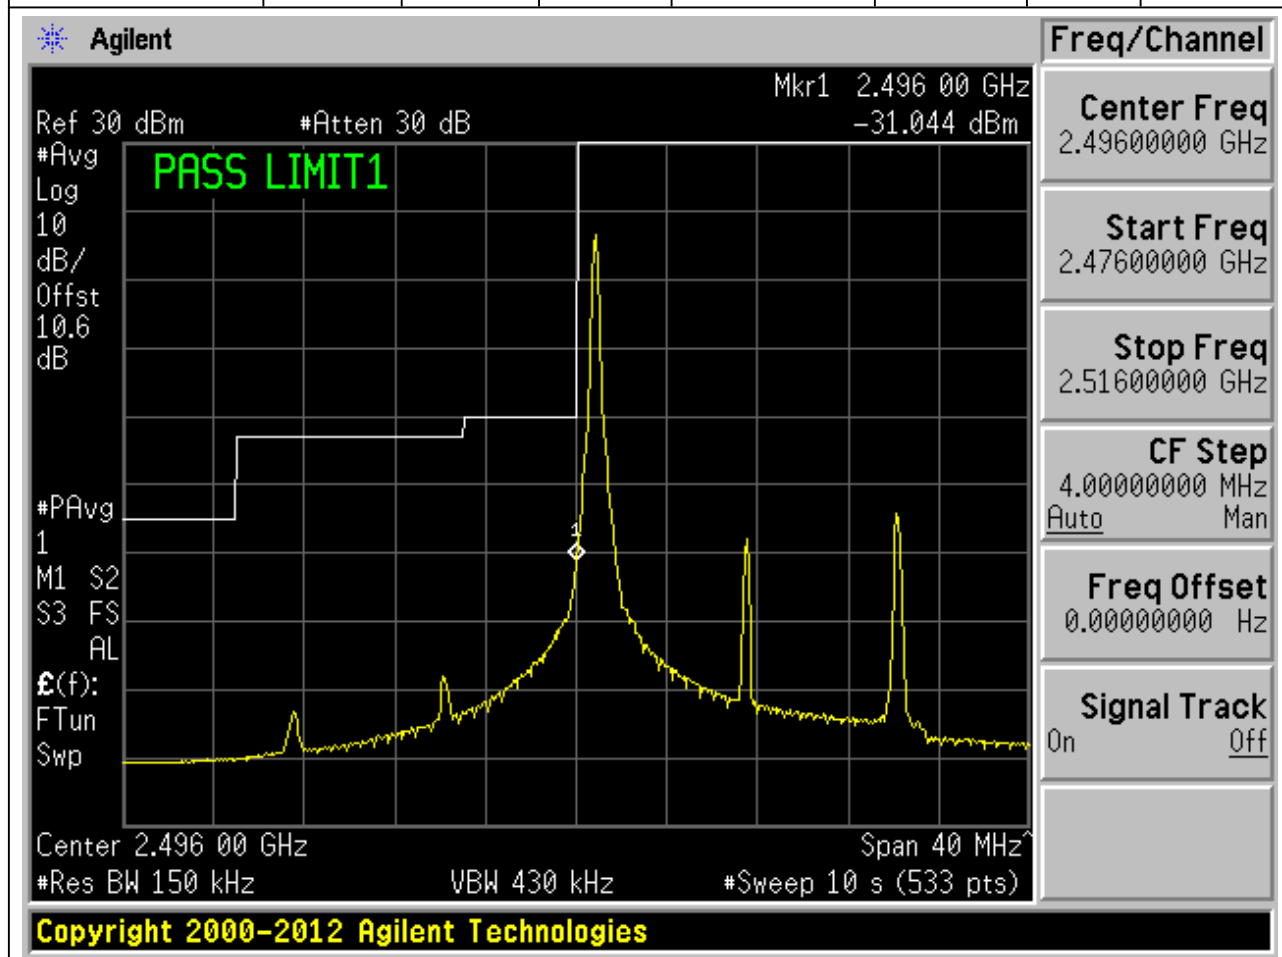 Agilent
Freq/Channel
Mkr1 2.496 00 GHz
Ref 30 dBm #Atten 30 dB -31.044 dBm
#Avg
Log
10
dB/
Offst
10.6
dB
PASS LIMIT1
#PAvg
1
M1 S2
S3 FS
AL
£(f):
FTun
Swp
1
Center 2.496 00 GHz Span 40 MHz^
#Res BW 150 kHz VBW 430 kHz #Sweep 10 s (533 pts)
Copyright 2000-2012 Agilent Technologies
Center Freq
2.49600000 GHz
Start Freq
2.47600000 GHz
Stop Freq
2.51600000 GHz
CF Step
4.00000000 MHz
Auto Man
Freq Offset
0.00000000 Hz
Signal Track
On Off